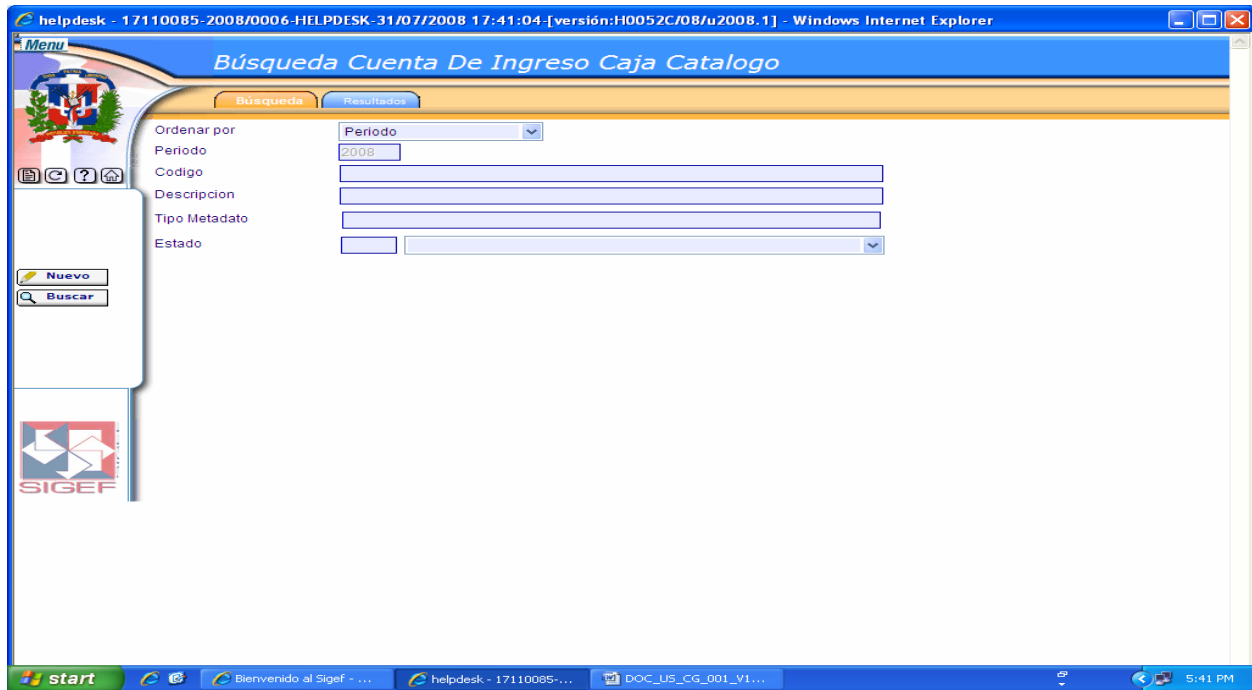 helpdesk - 17110085-2008/0006-HELPDESK-31/07/2008 17:41:04-[versión:H0052C/08/u2008.1] - Windows Internet Explorer
Menu
Búsqueda Cuenta De Ingreso Caja Catalogo
Búsqueda Resultados
Ordenar por Periodo
Periodo 2008
Codigo
Descripcion
Tipo Metadato
Estado
Nuevo
Buscar
SIGEF
start Bienvenido al Sigef - ... helpdesk - 17110085-... DOC_US_CG_001_V1... 5:41 PM